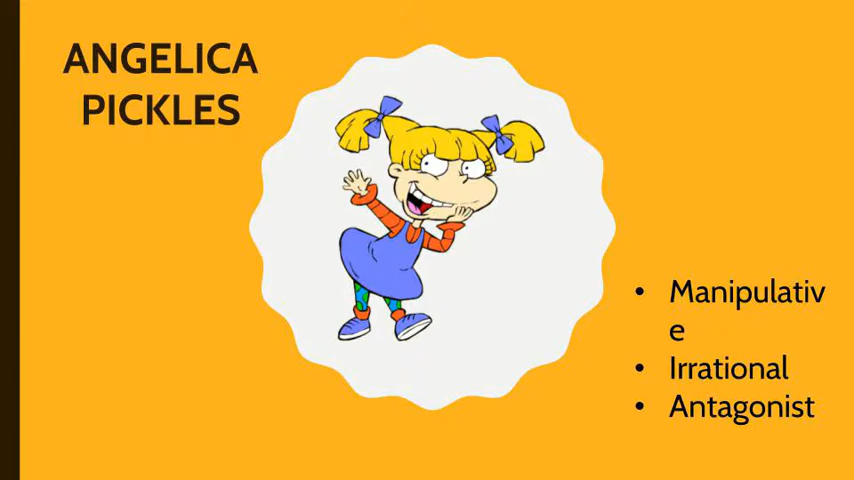 ANGELICA
PICKLES
• Manipulativ
e
• Irrational
• Antagonist